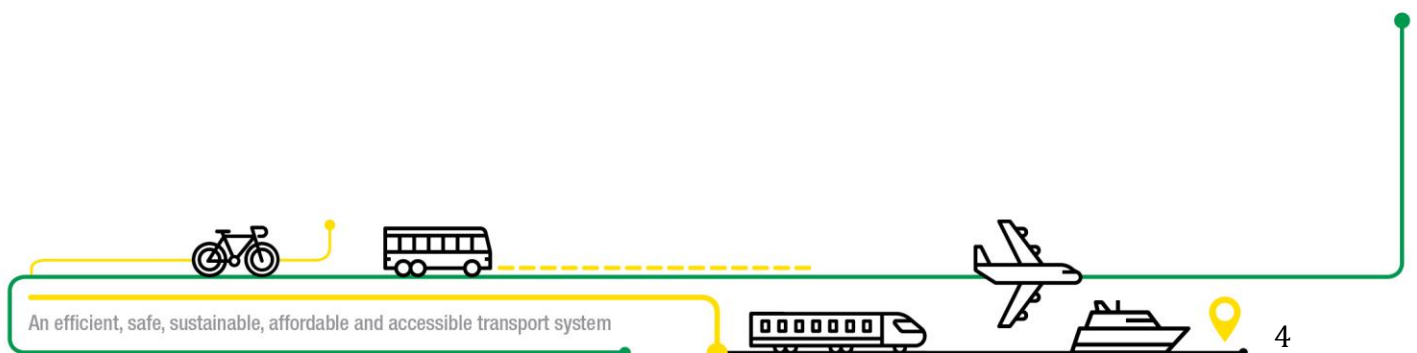 An efficient, safe, sustainable, affordable and accessible transport system
4